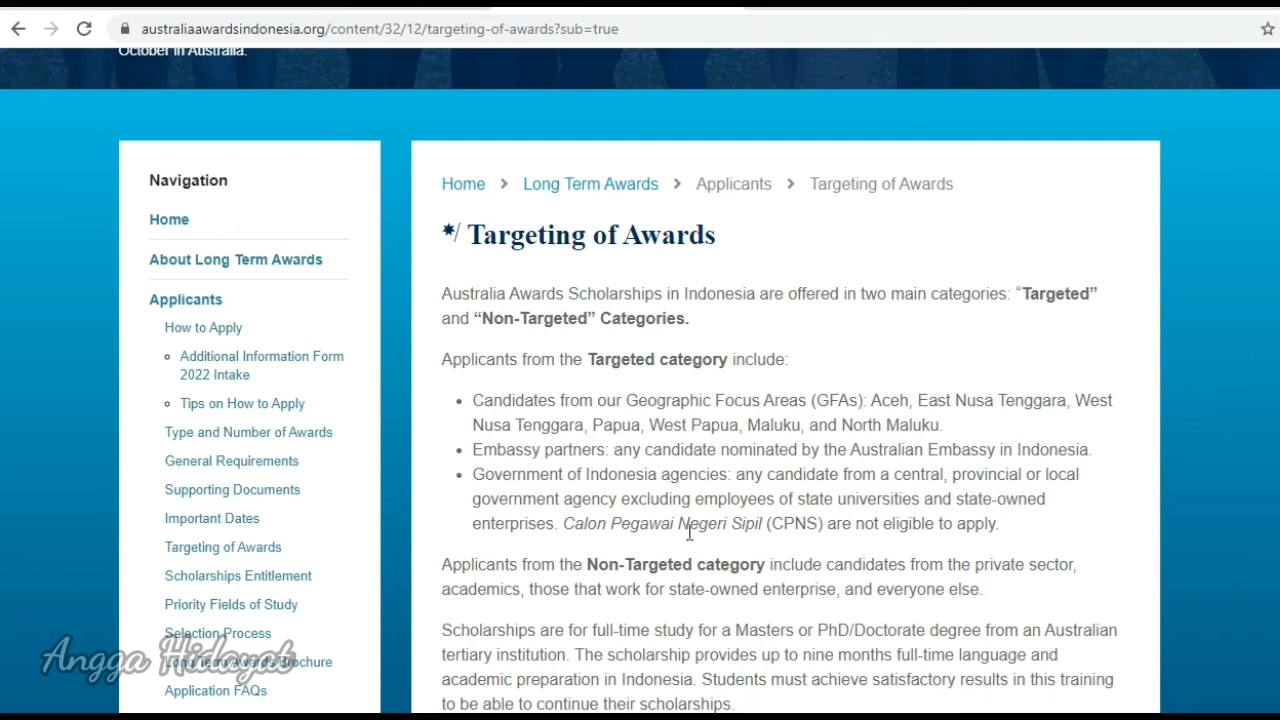 australiaawardsindonesia.org/content/32/12/targeting-of-awards?sub=true
October in Australia.
Navigation
Home
About Long Term Awards
Applicants
How to Apply
Additional Information Form
2022 Intake
Tips on How to Apply
Type and Number of Awards
General Requirements
Supporting Documents
Important Dates
Targeting of Awards
Scholarships Entitlement
Priority Fields of Study
Selection Process
Long Term Awards Brochure
Application FAQs
Angga Hidayat
Home > Long Term Awards > Applicants > Targeting of Awards
*/ Targeting of Awards
Australia Awards Scholarships in Indonesia are offered in two main categories: “Targeted”
and “Non-Targeted” Categories.
Applicants from the Targeted category include:
• Candidates from our Geographic Focus Areas (GFAs): Aceh, East Nusa Tenggara, West
Nusa Tenggara, Papua, West Papua, Maluku, and North Maluku.
• Embassy partners: any candidate nominated by the Australian Embassy in Indonesia.
• Government of Indonesia agencies: any candidate from a central, provincial or local
government agency excluding employees of state universities and state-owned
enterprises. Calon Pegawai Negeri Sipil (CPNS) are not eligible to apply.
Applicants from the Non-Targeted category include candidates from the private sector,
academics, those that work for state-owned enterprise, and everyone else.
Scholarships are for full-time study for a Masters or PhD/Doctorate degree from an Australian
tertiary institution. The scholarship provides up to nine months full-time language and
academic preparation in Indonesia. Students must achieve satisfactory results in this training
to be able to continue their scholarships.